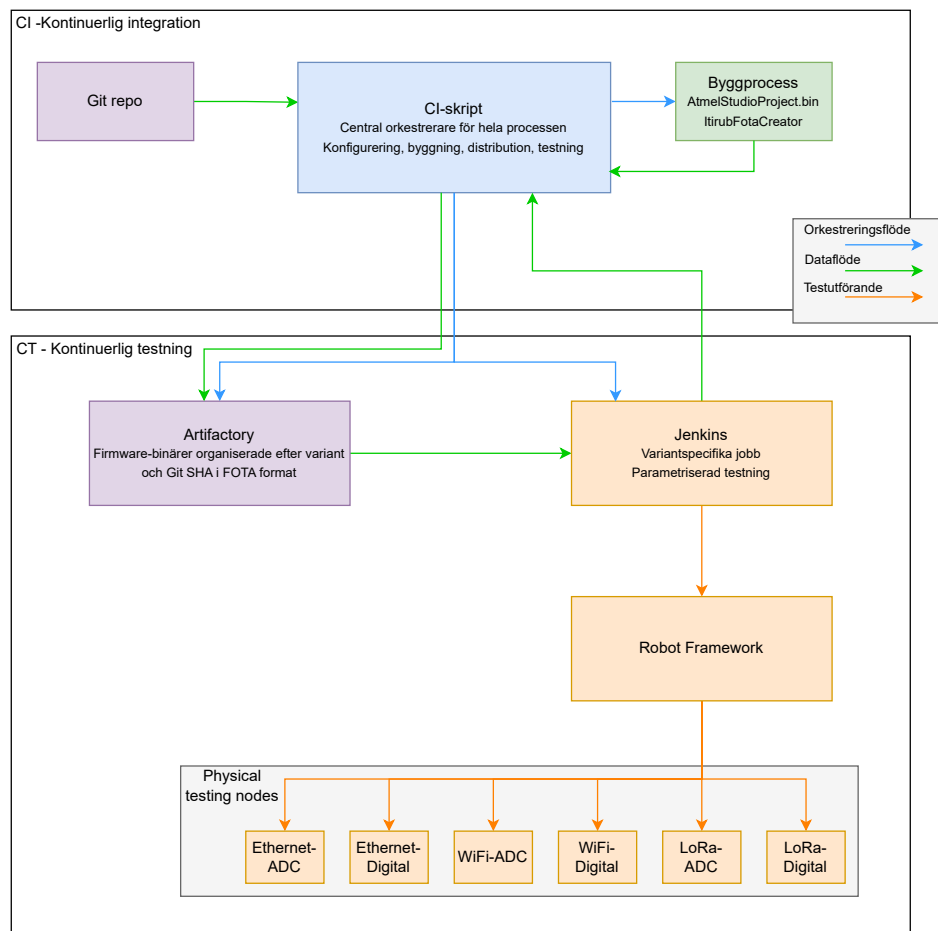 CI -Kontinuerlig integration
Git repo
CI-skript
Central orkestrerare för hela processen
Konfigurering, byggning, distribution, testning
Byggprocess
AtmelStudioProject.bin
ItirubFotaCreator
Orkestreringsflöde
Dataflöde
Testutförande
CT - Kontinuerlig testning
Artifactory
Firmware-binärer organiserade efter variant
och Git SHA i FOTA format
Jenkins
Variantspecifika jobb
Parametriserad testning
Robot Framework
Physical
testing nodes
Ethernet-
ADC
Ethernet-
Digital
WiFi-ADC
WiFi-
Digital
LoRa-
ADC
LoRa-
Digital